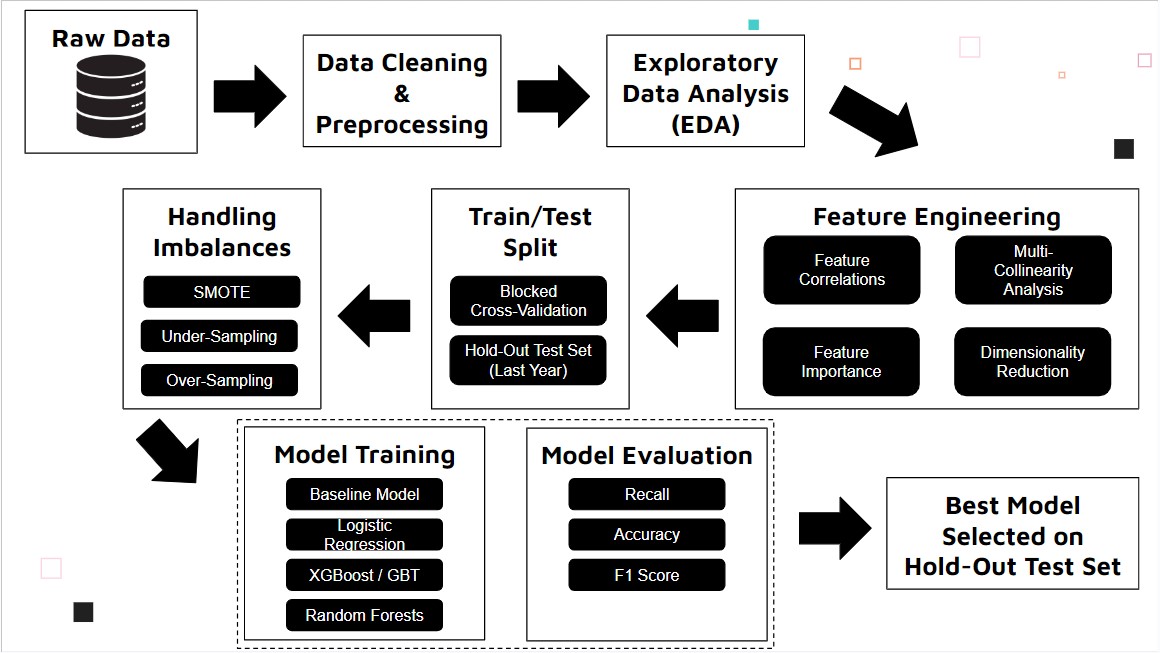 Raw Data
Data Cleaning
&
Preprocessing
Exploratory
Data Analysis
(EDA)
Feature Engineering
Feature
Correlations
Multi-
Collinearity
Analysis
Feature
Importance
Dimensionality
Reduction
Train/Test
Split
Blocked
Cross-Validation
Hold-Out Test Set
(Last Year)
Handling
Imbalances
SMOTE
Under-Sampling
Over-Sampling
Model Training
Baseline Model
Logistic
Regression
XGBoost / GBT
Random Forests
Model Evaluation
Recall
Accuracy
F1 Score
Best Model
Selected on
Hold-Out Test Set